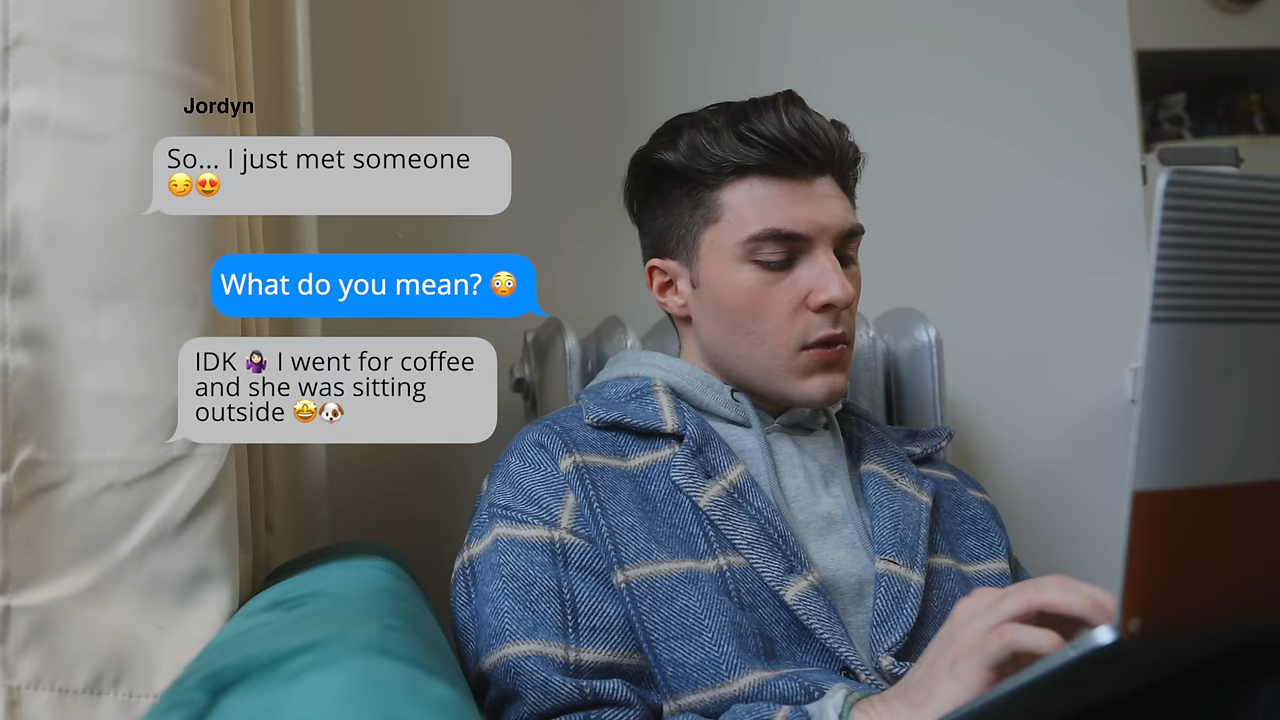 Jordyn
So... I just met someone
😏😍
What do you mean? 😳
IDK 🤷🏻‍♀️ I went for coffee
and she was sitting
outside 🤩🐶